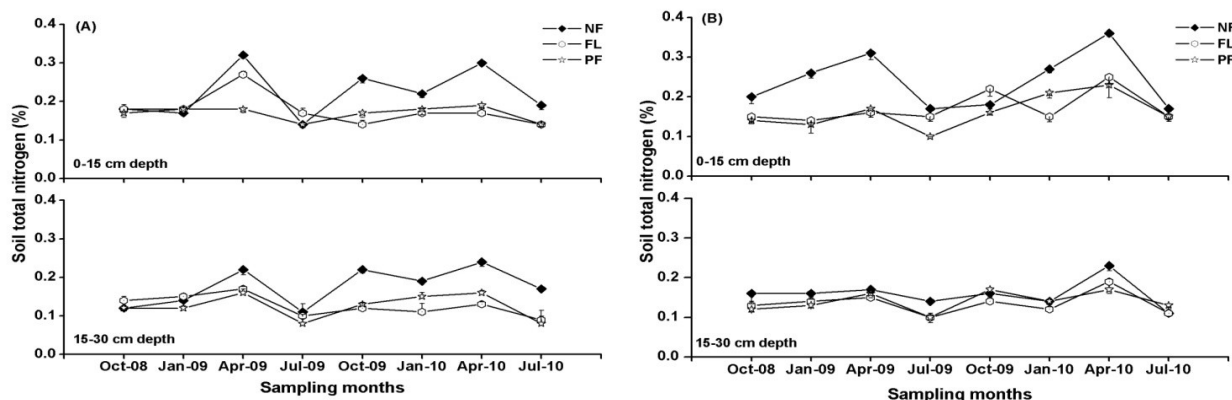 (A)
NF
FL
PF
0.4
0.3
0.2
0.1
0.0
0-15 cm depth
0.4
0.3
0.2
0.1
0.0
15-30 cm depth
Soil total nitrogen (%)
Oct-08 Jan-09 Apr-09 Jul-09 Oct-09 Jan-10 Apr-10 Jul-10
Sampling months
(B)
NF
FL
PF
0.4
0.3
0.2
0.1
0.0
0-15 cm depth
0.4
0.3
0.2
0.1
0.0
15-30 cm depth
Soil total nitrogen (%)
Oct-08 Jan-09 Apr-09 Jul-09 Oct-09 Jan-10 Apr-10 Jul-10
Sampling months